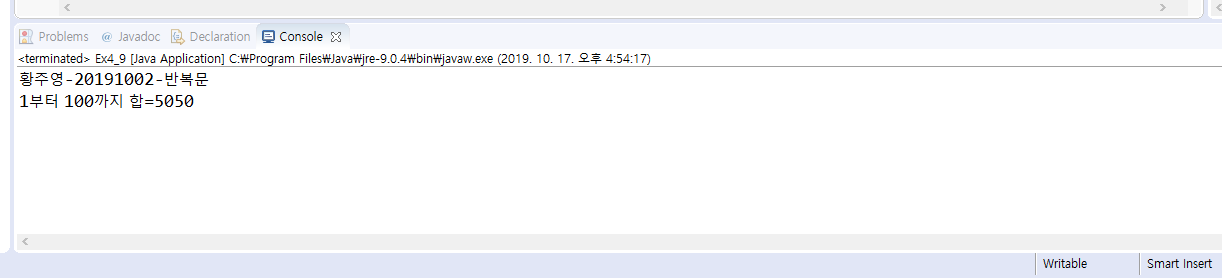 Problems @ Javadoc Declaration Console
<terminated> Ex4_9 [Java Application] C:₩Program Files₩Java₩jre-9.0.4₩bin₩javaw.exe (2019. 10. 17. 오후 4:54:17)
황주영-20191002-반복문
1부터 100까지 합=5050
Writable Smart Insert